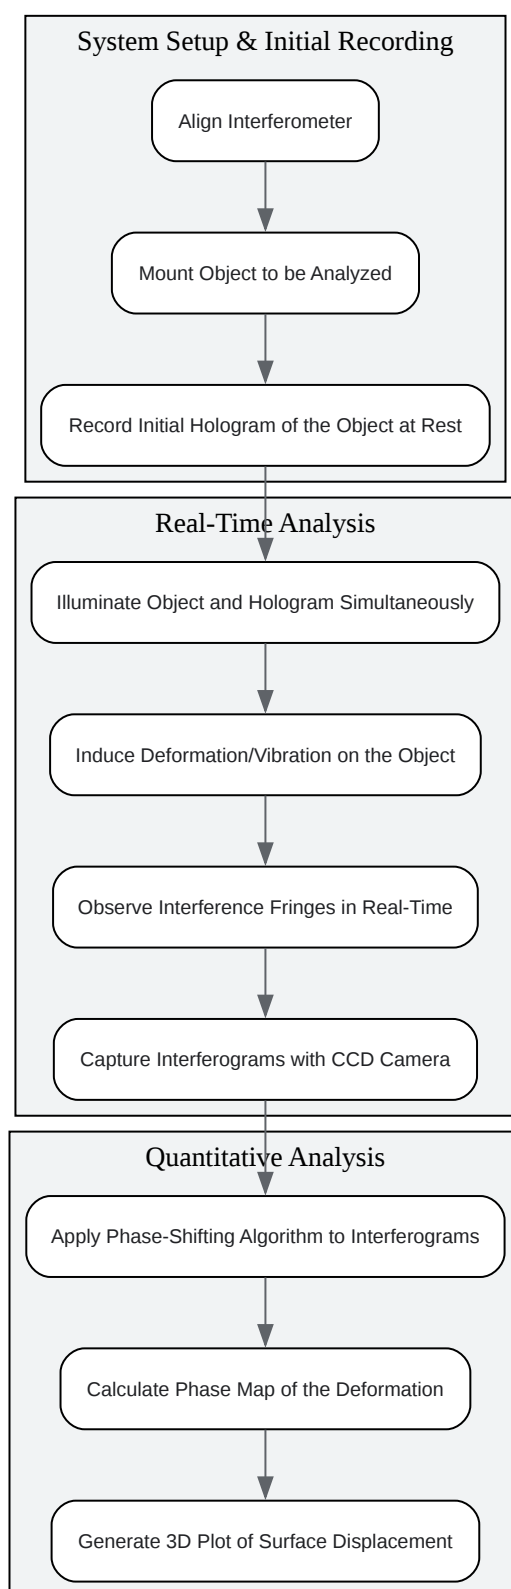 System Setup & Initial Recording
Align Interferometer
Mount Object to be Analyzed
Record Initial Hologram of the Object at Rest
Real-Time Analysis
Illuminate Object and Hologram Simultaneously
Induce Deformation/Vibration on the Object
Observe Interference Fringes in Real-Time
Capture Interferograms with CCD Camera
Quantitative Analysis
Apply Phase-Shifting Algorithm to Interferograms
Calculate Phase Map of the Deformation
Generate 3D Plot of Surface Displacement